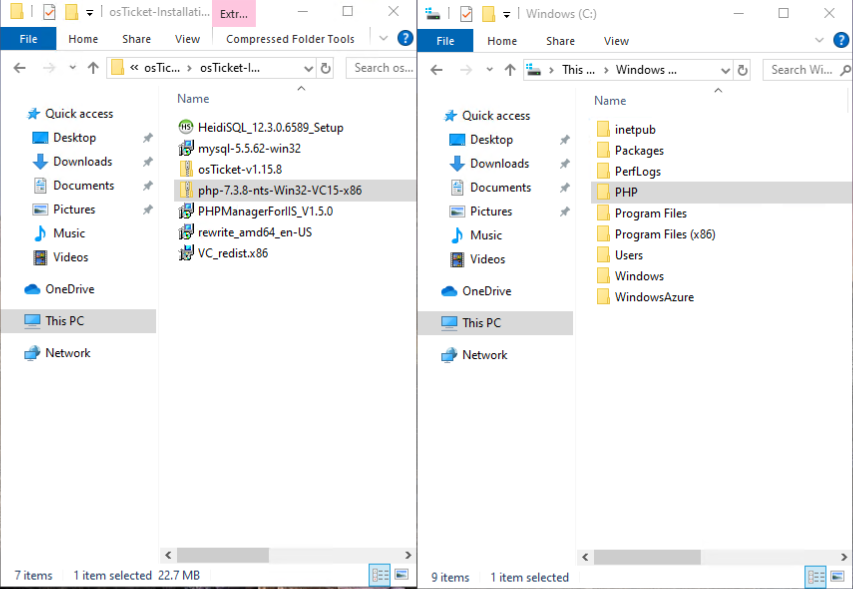 osTicket-Installati...
Extr...
File
Home
Share
View
Compressed Folder Tools
?
« osTic... > osTicket-I...
Search os...
Name
Quick access
Desktop
Downloads
Documents
Pictures
Music
Videos
OneDrive
This PC
Network
HeidiSQL_12.3.0.6589_Setup
mysql-5.5.62-win32
osTicket-v1.15.8
php-7.3.8-nts-Win32-VC15-x86
PHPManagerForIIS_V1.5.0
rewrite_amd64_en-US
VC_redist.x86
7 items
1 item selected 22.7 MB
Windows (C:)
File
Home
Share
View
?
This ... > Windows ...
Search Wi...
Name
Quick access
Desktop
Downloads
Documents
Pictures
Music
Videos
OneDrive
This PC
Network
inetpub
Packages
PerfLogs
PHP
Program Files
Program Files (x86)
Users
Windows
WindowsAzure
9 items
1 item selected